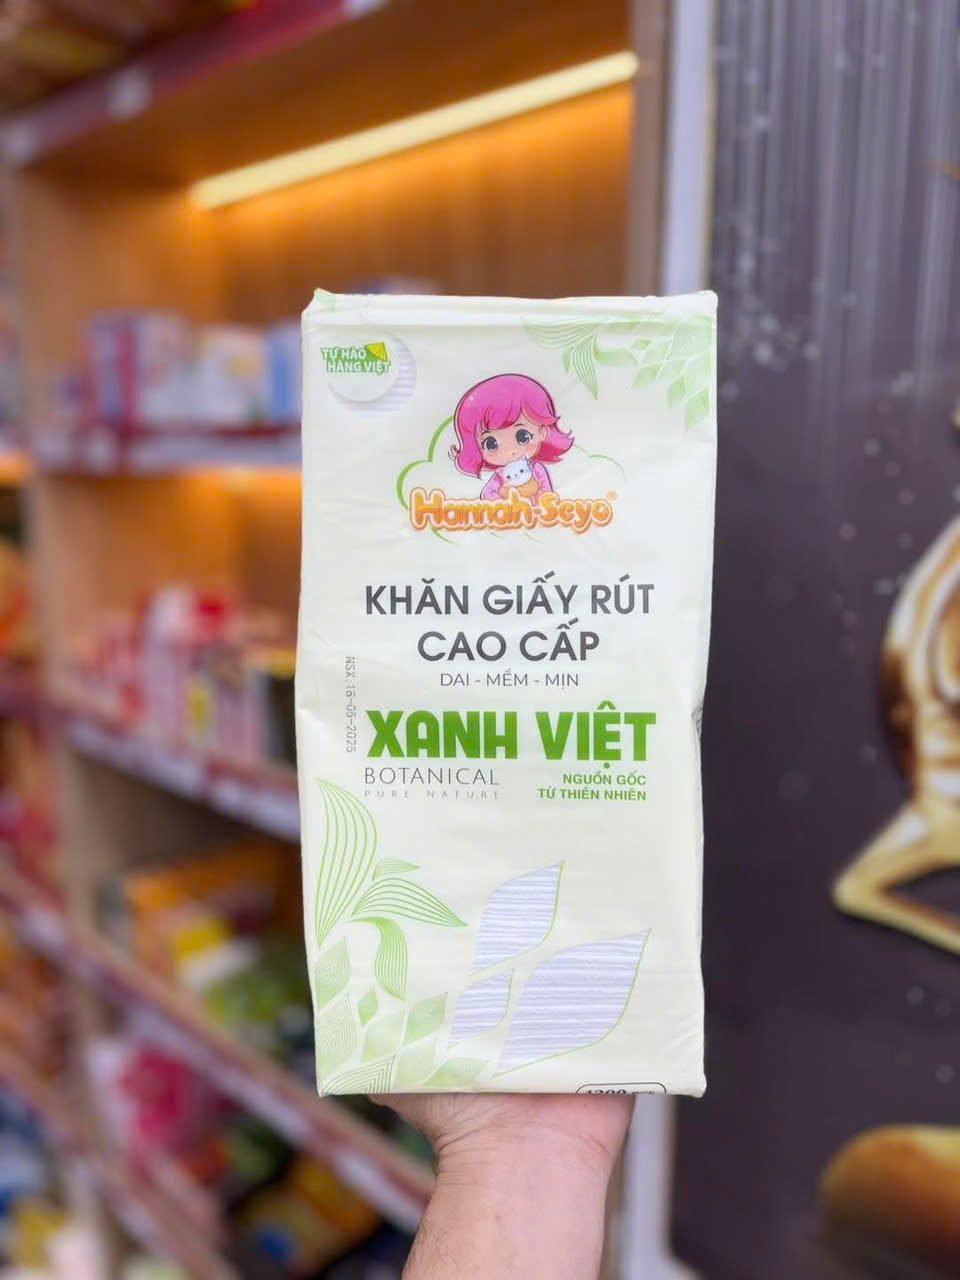 TỰ HÀO
HÀNG VIỆT
Hannah-Seyo®
KHĂN GIẤY RÚT
CAO CẤP
DAI - MỀM - MỊN
NSX: 16-05-2025
XANH VIỆT
BOTANICAL
PURE NATURE
NGUỒN GỐC
TỪ THIÊN NHIÊN